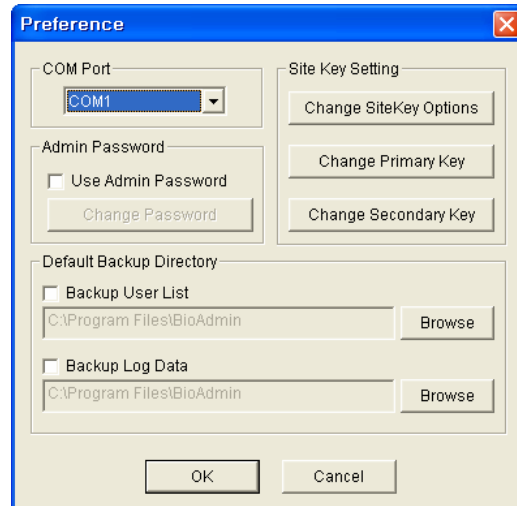 Preference
COM Port
COM1
Admin Password
Use Admin Password
Change Password
Site Key Setting
Change SiteKey Options
Change Primary Key
Change Secondary Key
Default Backup Directory
Backup User List
C:\Program Files\BioAdmin
Browse
Backup Log Data
C:\Program Files\BioAdmin
Browse
OK
Cancel